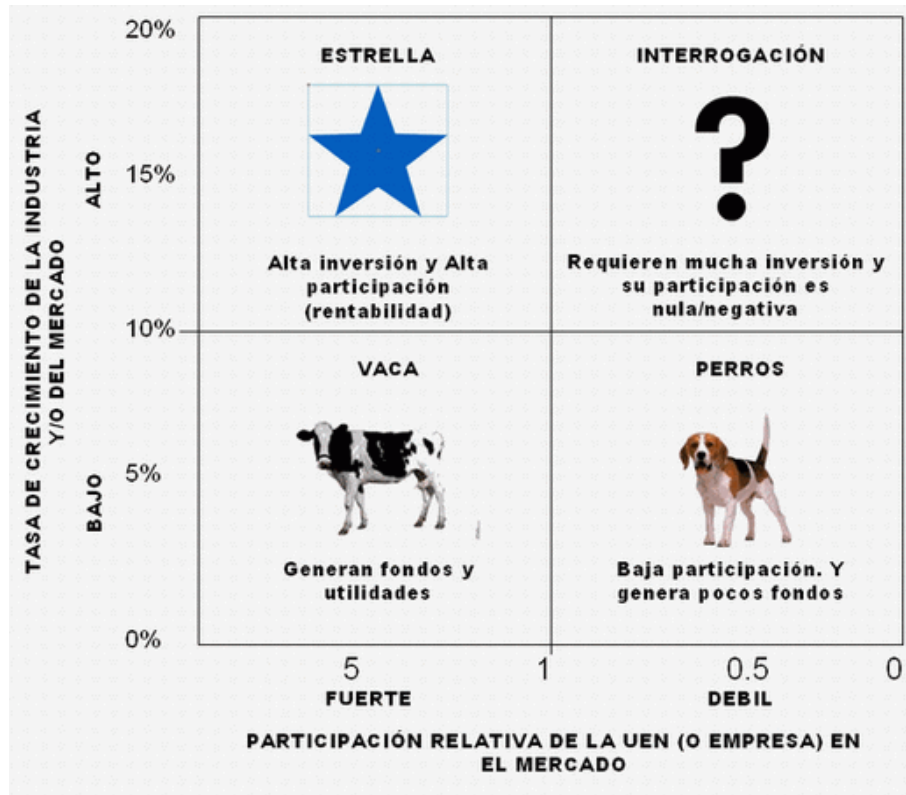 TASA DE CRECIMIENTO DE LA INDUSTRIA
Y/O DEL MERCADO
ALTO
BAJO
20%
15%
10%
5%
0%
ESTRELLA
?
Alta inversión y Alta
participación
(rentabilidad)
INTERROGACIÓN
Requieren mucha inversión y
su participación es
nula/negativa
VACA
Generan fondos y
utilidades
PERROS
Baja participación. Y
genera pocos fondos
5
1
0.5
0
FUERTE
DEBIL
PARTICIPACIÓN RELATIVA DE LA UEN (O EMPRESA) EN
EL MERCADO